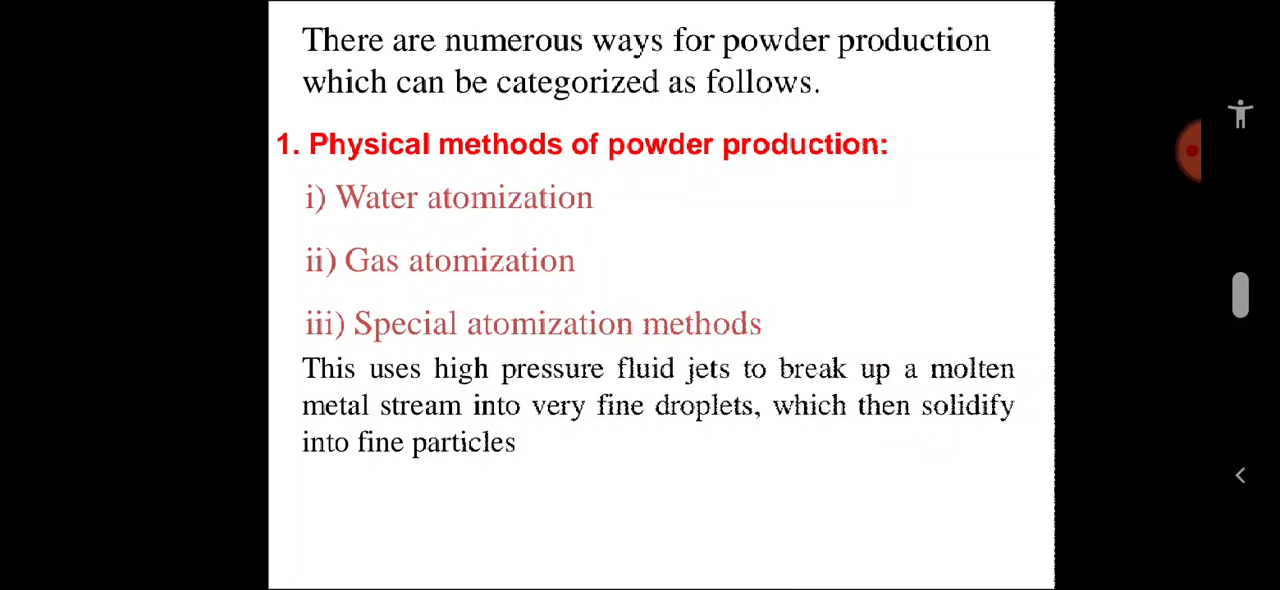 There are numerous ways for powder production
which can be categorized as follows.
1. Physical methods of powder production:
i) Water atomization
ii) Gas atomization
iii) Special atomization methods
This uses high pressure fluid jets to break up a molten
metal stream into very fine droplets, which then solidify
into fine particles